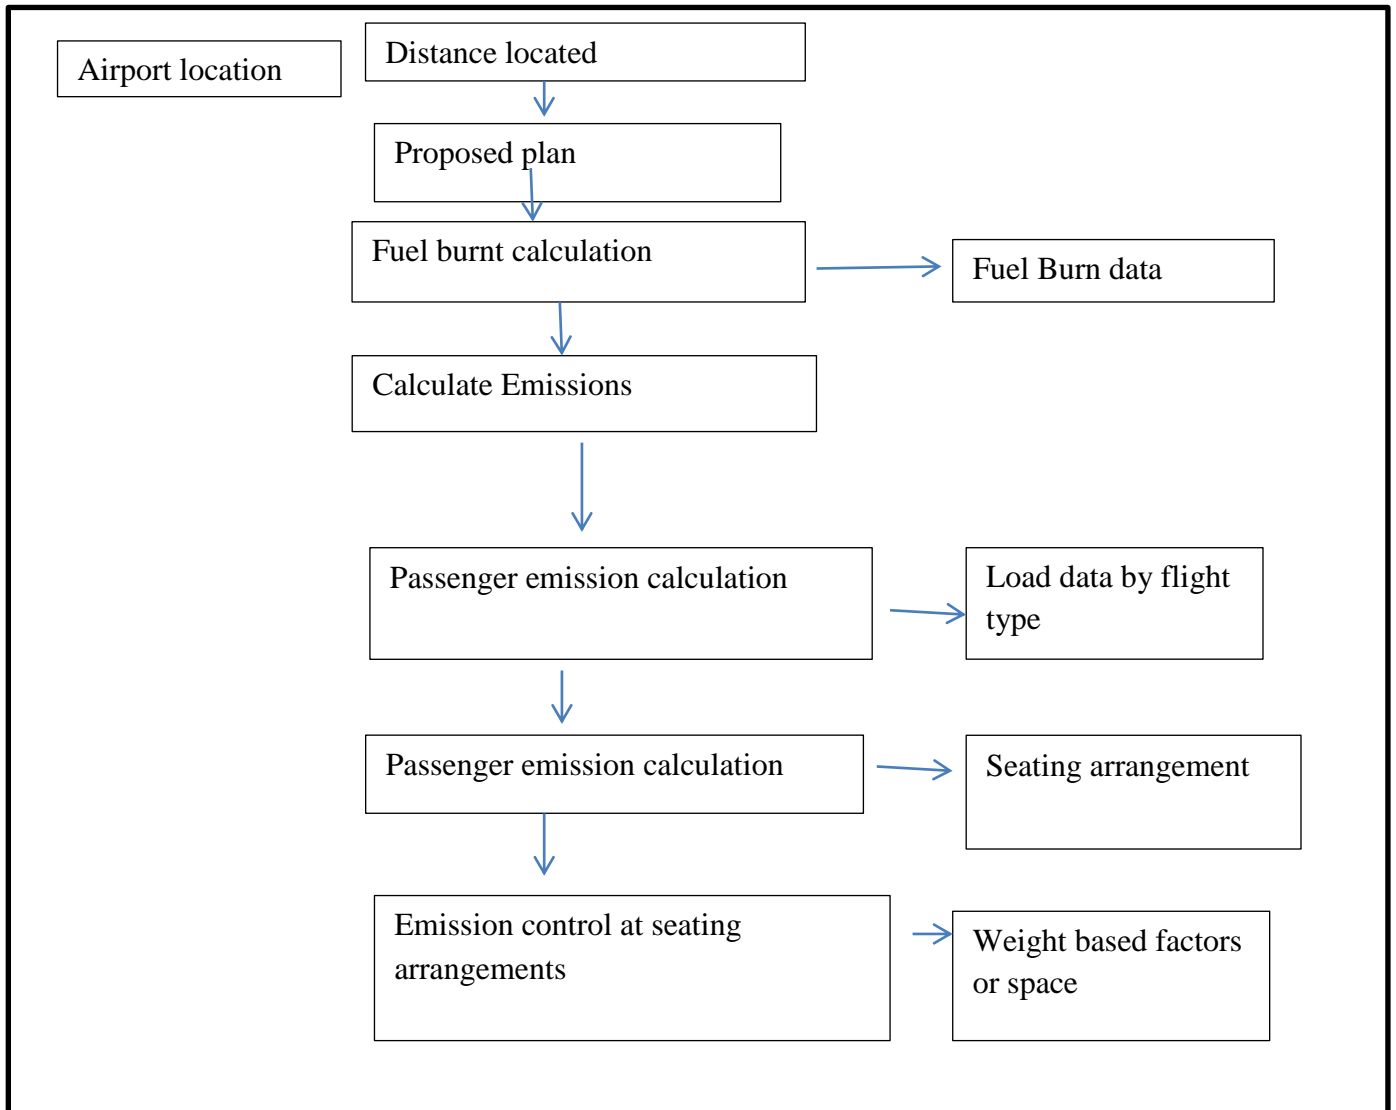 Airport location
Distance located
Proposed plan
Fuel burnt calculation
Fuel Burn data
Calculate Emissions
Passenger emission calculation
Load data by flight
type
Passenger emission calculation
Seating arrangement
Emission control at seating
arrangements
Weight based factors
or space